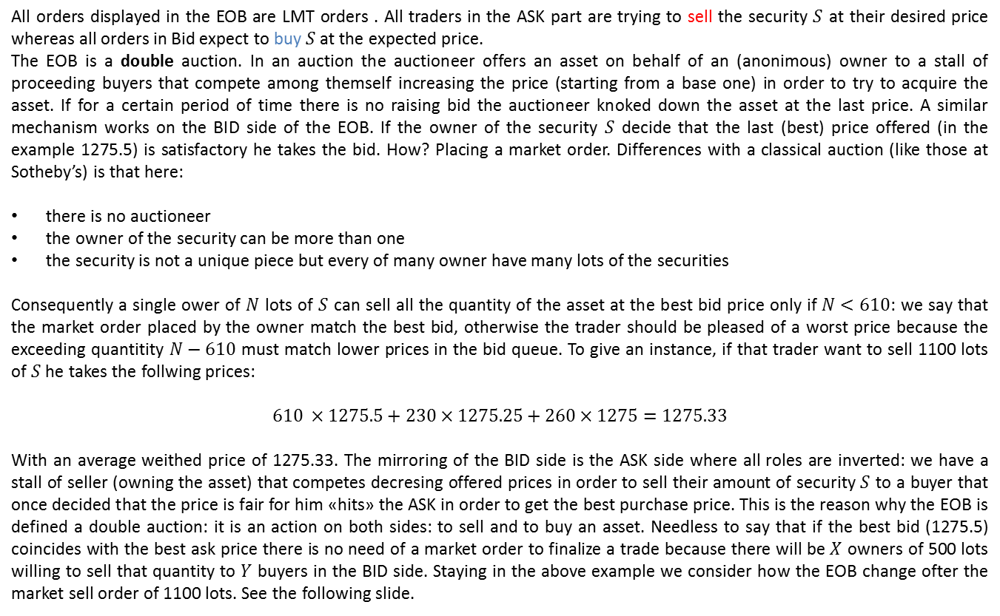 All orders displayed in the EOB are LMT orders . All traders in the ASK part are trying to sell the security S at their desired price
whereas all orders in Bid expect to buy S at the expected price.
The EOB is a double auction. In an auction the auctioneer offers an asset on behalf of an (anonimous) owner to a stall of
proceeding buyers that compete among themself increasing the price (starting from a base one) in order to try to acquire the
asset. If for a certain period of time there is no raising bid the auctioneer knoked down the asset at the last price. A similar
mechanism works on the BID side of the EOB. If the owner of the security S decide that the last (best) price offered (in the
example 1275.5) is satisfactory he takes the bid. How? Placing a market order. Differences with a classical auction (like those at
Sotheby's) is that here:
• there is no auctioneer
• the owner of the security can be more than one
• the security is not a unique piece but every of many owner have many lots of the securities
Consequently a single ower of N lots of S can sell all the quantity of the asset at the best bid price only if N < 610: we say that
the market order placed by the owner match the best bid, otherwise the trader should be pleased of a worst price because the
exceeding quantitity N − 610 must match lower prices in the bid queue. To give an instance, if that trader want to sell 1100 lots
of S he takes the follwing prices:
610 × 1275.5 + 230 × 1275.25 + 260 × 1275 = 1275.33
With an average weithed price of 1275.33. The mirroring of the BID side is the ASK side where all roles are inverted: we have a
stall of seller (owning the asset) that competes decresing offered prices in order to sell their amount of security S to a buyer that
once decided that the price is fair for him «hits» the ASK in order to get the best purchase price. This is the reason why the EOB is
defined a double auction: it is an action on both sides: to sell and to buy an asset. Needless to say that if the best bid (1275.5)
coincides with the best ask price there is no need of a market order to finalize a trade because there will be X owners of 500 lots
willing to sell that quantity to Y buyers in the BID side. Staying in the above example we consider how the EOB change ofter the
market sell order of 1100 lots. See the following slide.